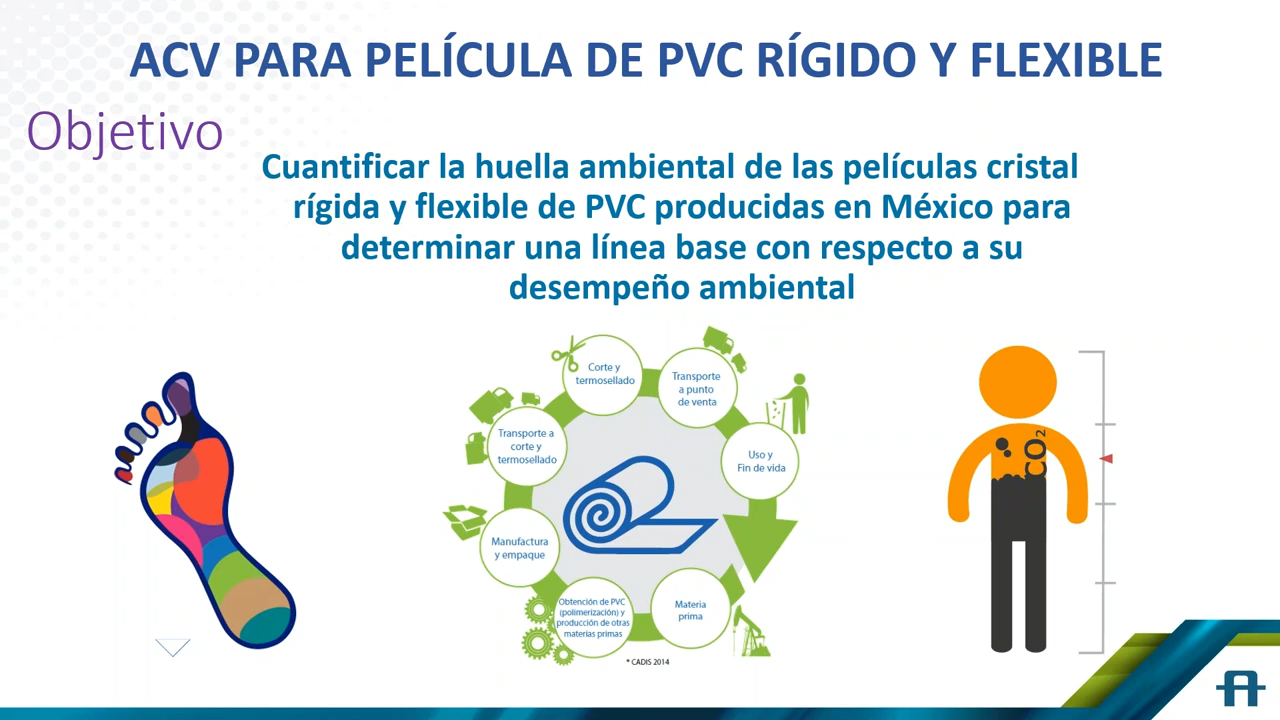 ACV PARA PELÍCULA DE PVC RÍGIDO Y FLEXIBLE
Objetivo
Cuantificar la huella ambiental de las películas cristal
rígida y flexible de PVC producidas en México para
determinar una línea base con respecto a su
desempeño ambiental
Corte y
termosellado
Transporte
a punto
de venta
Transporte a
corte y
termosellado
Uso y
Fin de vida
Manufactura
y empaque
Obtención de PVC
(polimerización) y
producción de otras
materias primas
Materia
prima
* CADIS 2014
CO₂